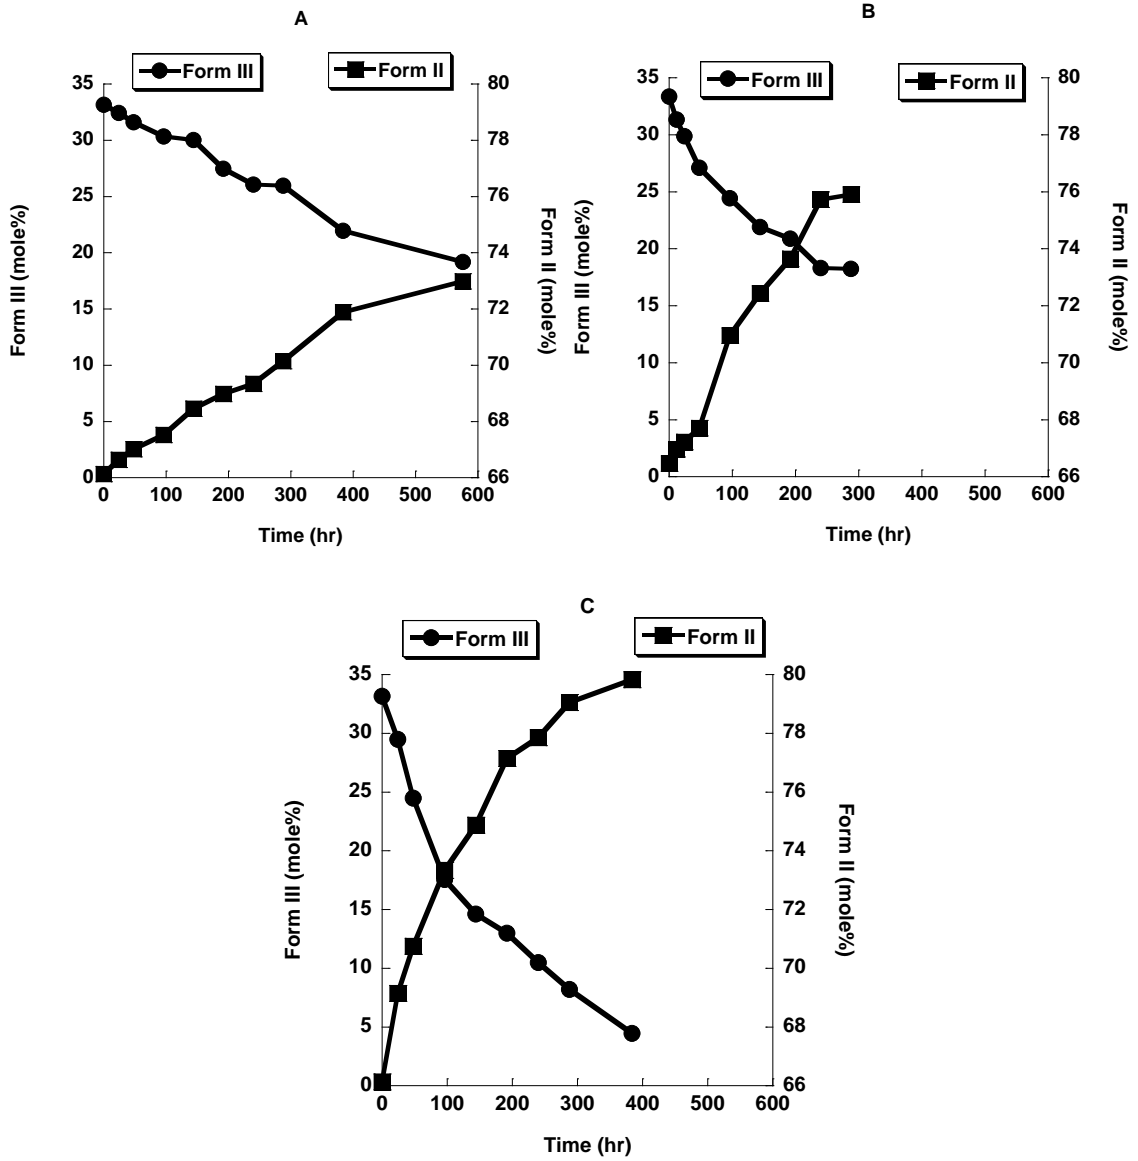 A
Form III
Form II
35
30
25
20
15
10
5
0
80
78
76
74
72
70
68
66
0 100 200 300 400 500 600
Form III (mole%)
Form II (mole%)
Time (hr)
B
Form III
Form II
35
30
25
20
15
10
5
0
80
78
76
74
72
70
68
66
0 100 200 300 400 500 600
Form III (mole%)
Form II (mole%)
Time (hr)
C
Form III
Form II
35
30
25
20
15
10
5
0
80
78
76
74
72
70
68
66
0 100 200 300 400 500 600
Form III (mole%)
Form II (mole%)
Time (hr)